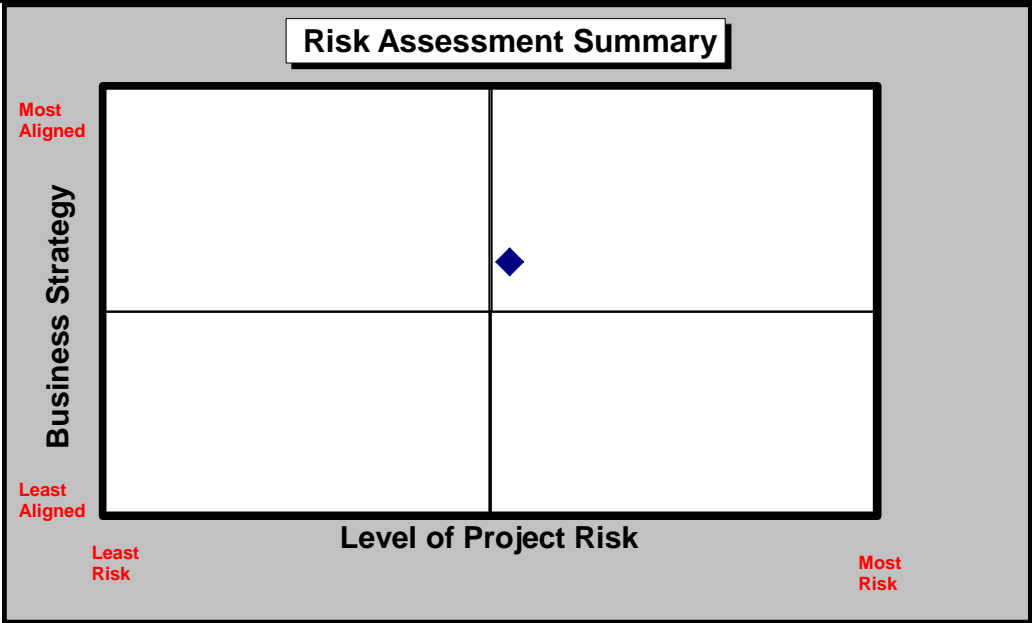 Risk Assessment Summary
Most
Aligned
Business Strategy
Least
Aligned
Level of Project Risk
Least
Risk
Most
Risk